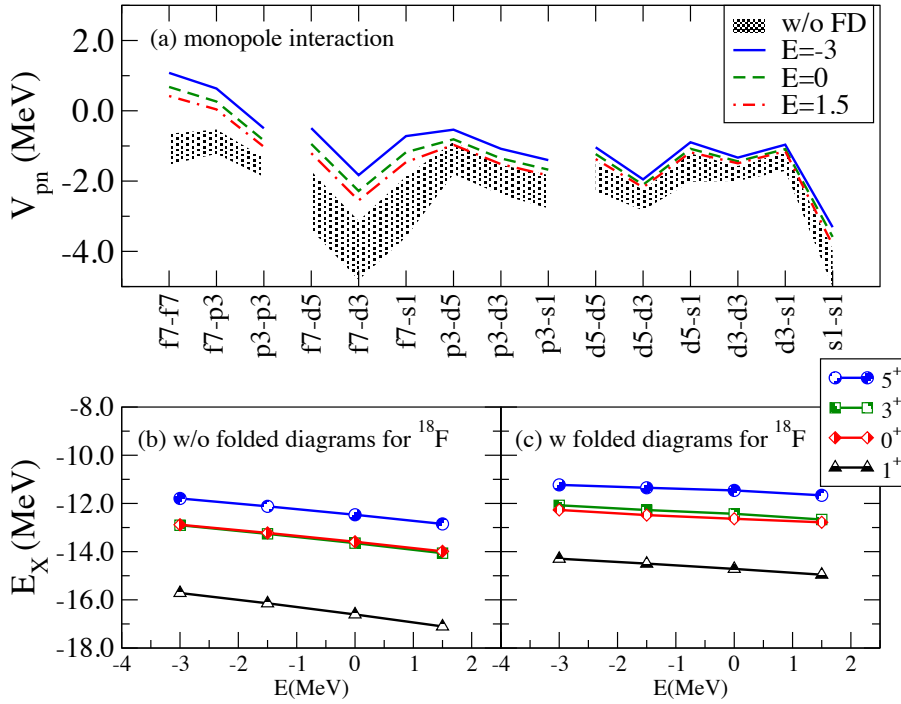 (a) monopole interaction
w/o FD
E=-3
E=0
E=1.5
V_pn (MeV)
2.0
0.0
-2.0
-4.0
f7-f7
f7-p3
p3-p3
f7-d5
f7-d3
f7-s1
p3-d5
p3-d3
p3-s1
d5-d5
d5-d3
d5-s1
d3-d3
d3-s1
s1-s1
5⁺
3⁺
0⁺
1⁺
E_X (MeV)
-8.0
-10.0
-12.0
-14.0
-16.0
-18.0
(b) w/o folded diagrams for ¹⁸F
-4 -3 -2 -1 0 1 2
E(MeV)
(c) w folded diagrams for ¹⁸F
-4 -3 -2 -1 0 1 2
E(MeV)